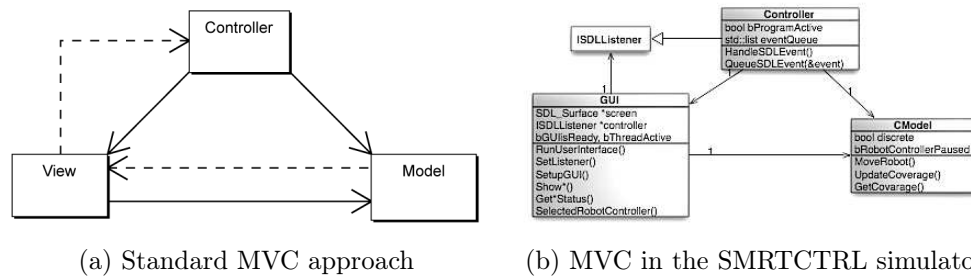 Controller
View
Model
(a) Standard MVC approach
ISDLListener
Controller
bool bProgramActive
std::list eventQueue
HandleSDLEvent()
QueueSDLEvent(&event)
1
1
1
GUI
SDL_Surface *screen
ISDLListener *controller
bGUIisReady, bThreadActive
RunUserInterface()
SetListener()
SetupGUI()
Show*()
Get*Status()
SelectedRobotController()
1
CModel
bool discrete
bRobotControllerPaused
MoveRobot()
UpdateCoverage()
GetCovarage()
(b) MVC in the SMRTCTRL simulato